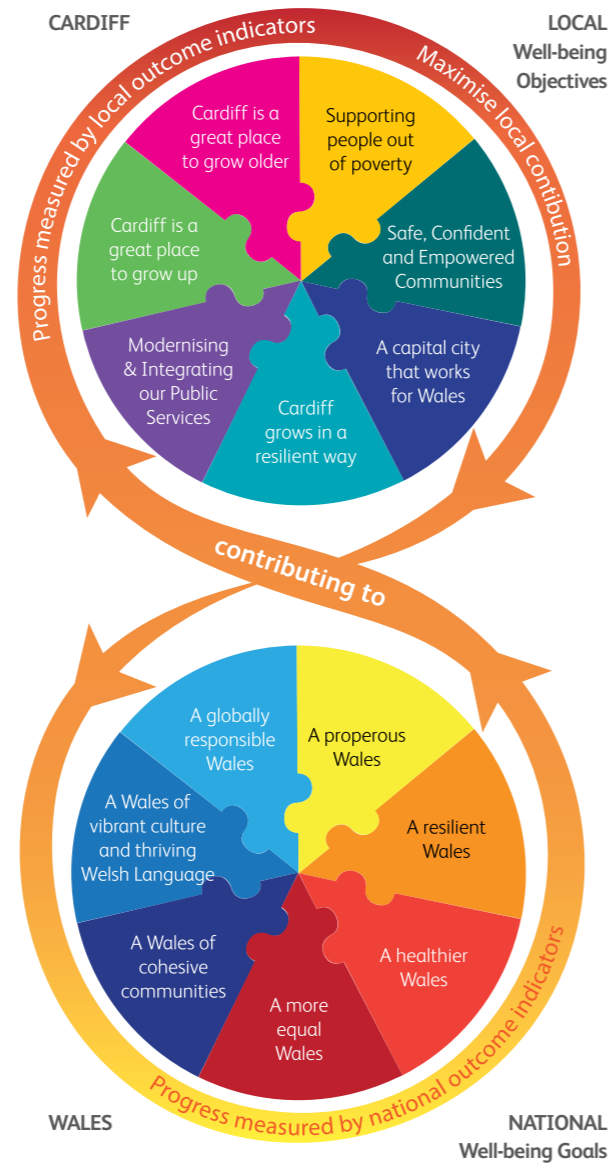 CARDIFF
LOCAL
Well-being
Objectives
Progress measured by local outcome indicators
Maximise local contibution
Cardiff is a
great place
to grow older
Supporting
people out
of poverty
Safe, Confident
and Empowered
Communities
A capital city
that works
for Wales
Cardiff
grows in a
resilient way
Modernising
& Integrating
our Public
Services
Cardiff is a
great place
to grow up
contributing to
A globally
responsible
Wales
A properous
Wales
A resilient
Wales
A healthier
Wales
A more
equal
Wales
A Wales of
cohesive
communities
A Wales of
vibrant culture
and thriving
Welsh Language
Progress measured by national outcome indicators
WALES
NATIONAL
Well-being Goals